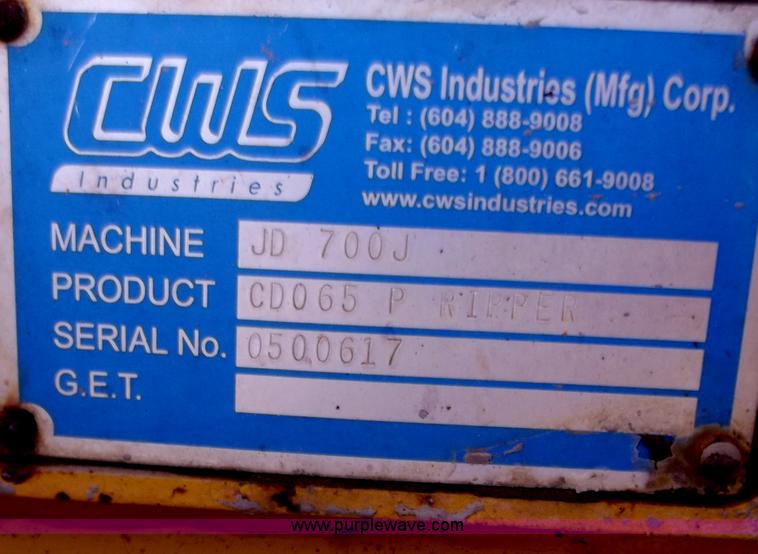 CWS
Industries
CWS Industries (Mfg) Corp.
Tel : (604) 888-9008
Fax: (604) 888-9006
Toll Free: 1 (800) 661-9008
www.cwsindustries.com
MACHINE JD 700J
PRODUCT CD065 P RIPPER
SERIAL No. 0500617
G.E.T.
www.purplewave.com